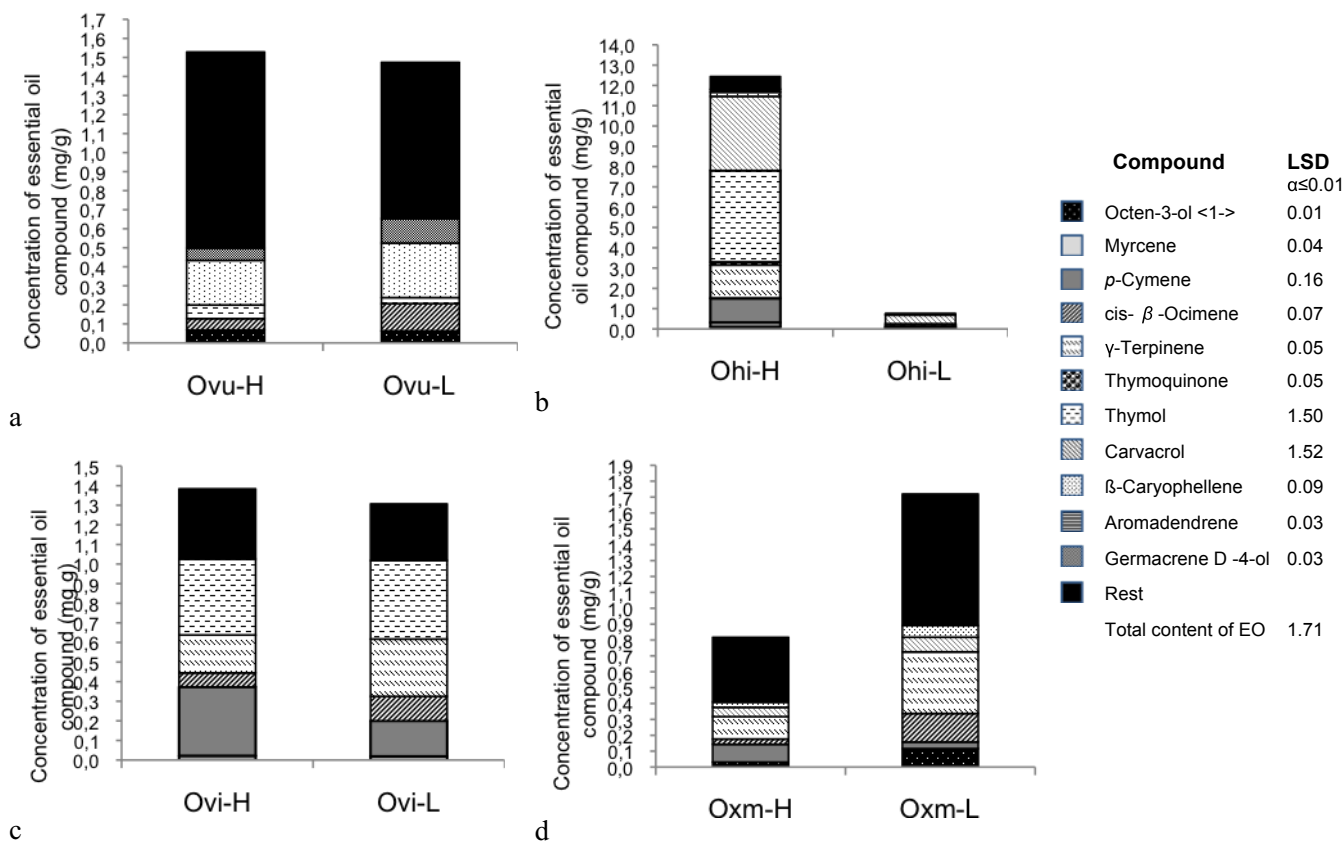 Concentration of essential oil
compound (mg/g)
1,7
1,6
1,5
1,4
1,3
1,2
1,1
1,0
0,9
0,8
0,7
0,6
0,5
0,4
0,3
0,2
0,1
0,0
Ovu-H Ovu-L
a
Concentration of essential
oil compound (mg/g)
14,0
13,0
12,0
11,0
10,0
9,0
8,0
7,0
6,0
5,0
4,0
3,0
2,0
1,0
0,0
Ohi-H Ohi-L
b
Concentration of essential oil
compound (mg g)
1,5
1,4
1,3
1,2
1,1
1,0
0,9
0,8
0,7
0,6
0,5
0,4
0,3
0,2
0,1
0,0
Ovi-H Ovi-L
c
Concentration of essential oil
compound (mg/g)
1,9
1,8
1,7
1,6
1,5
1,4
1,3
1,2
1,1
1,0
0,9
0,8
0,7
0,6
0,5
0,4
0,3
0,2
0,1
0,0
Oxm-H Oxm-L
d
Compound LSD
α≤0.01
Octen-3-ol <1-> 0.01
Myrcene 0.04
p-Cymene 0.16
cis- β -Ocimene 0.07
γ-Terpinene 0.05
Thymoquinone 0.05
Thymol 1.50
Carvacrol 1.52
ß-Caryophellene 0.09
Aromadendrene 0.03
Germacrene D -4-ol 0.03
Rest
Total content of EO 1.71